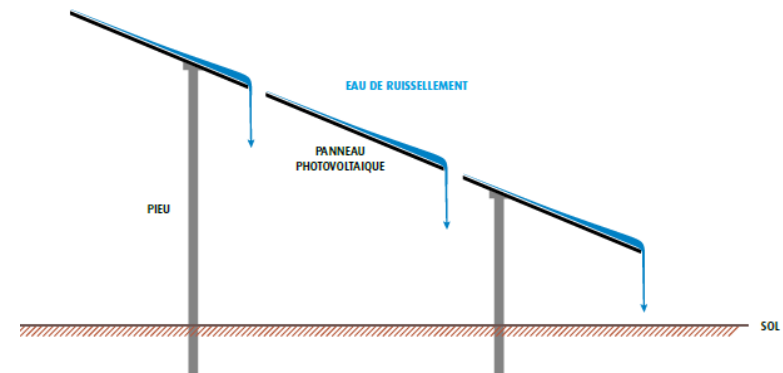 EAU DE RUISSELLEMENT
PANNEAU
PHOTOVOLTAIQUE
PIEU
SOL